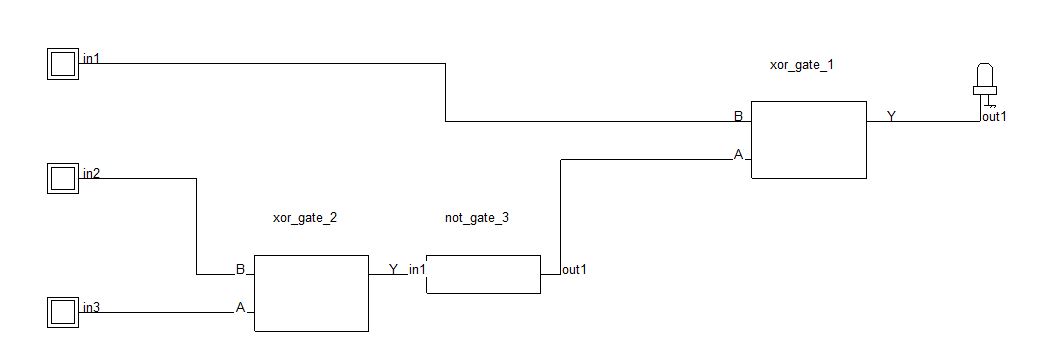 in1
xor_gate_1
B
Y
out1
A
in2
xor_gate_2
not_gate_3
B
Y
in1
out1
in3
A